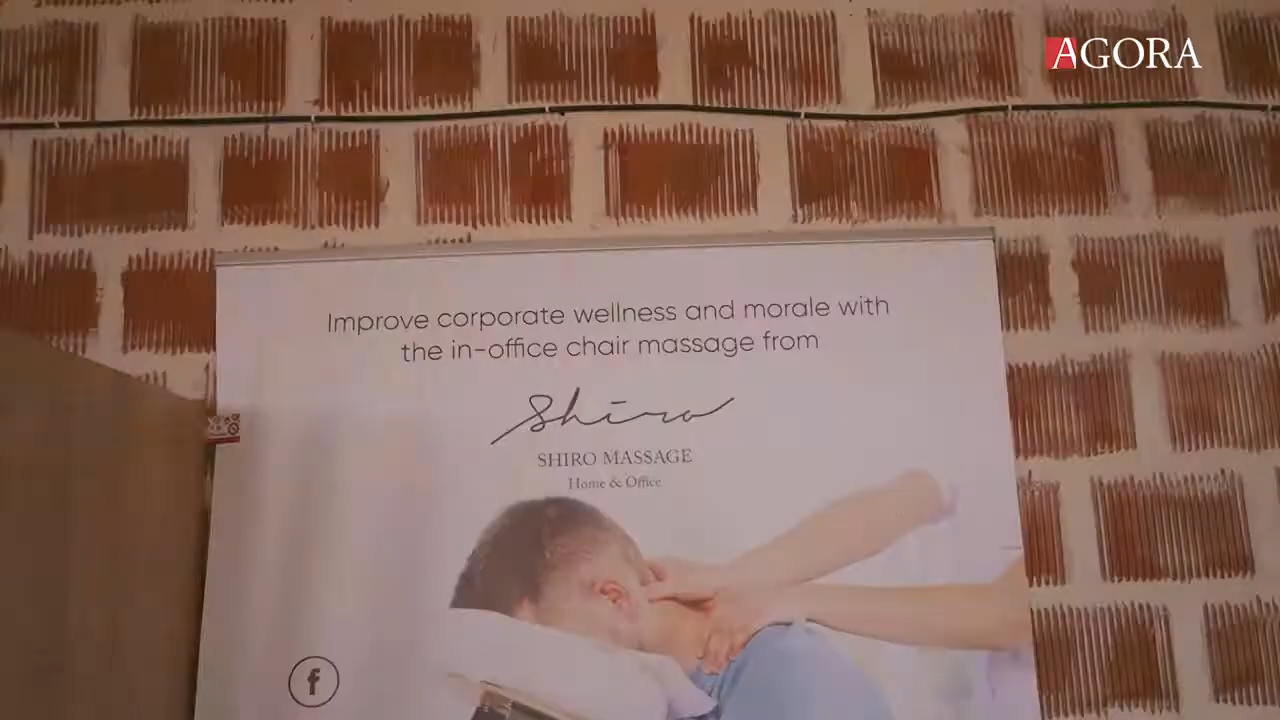 AGORA
Improve corporate wellness and morale with
the in-office chair massage from
Shiro
SHIRO MASSAGE
Home & Office
f